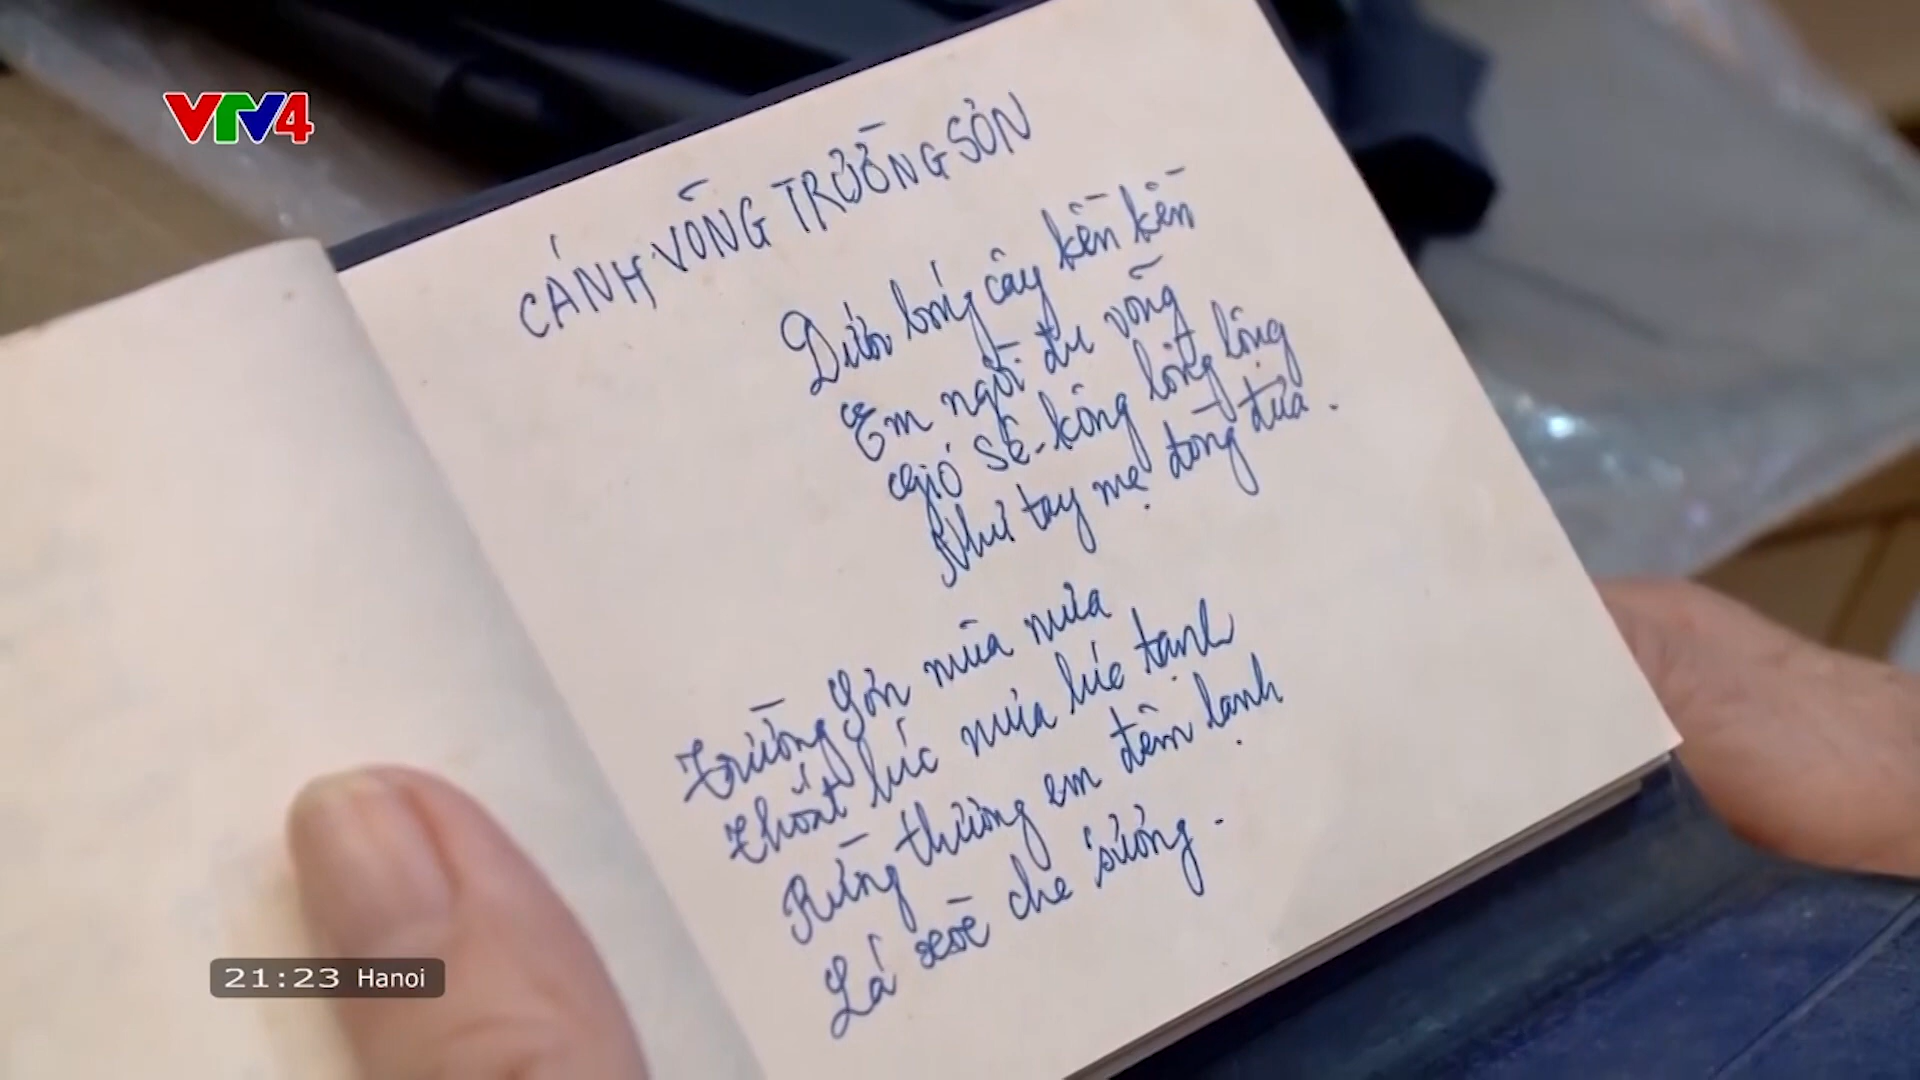 VTV4
CÁNH VÕNG TRƯỜNG SƠN
Dưới bóng cây kền kền
Em ngồi đu võng
Gió Sê-kông lồng lộng
Như tay mẹ đong đưa.
Trường Sơn mùa mưa
Thoắt lúc mưa lúc tạnh
Rừng thương em đêm lạnh
Lá xoè che sương.
21:23 Hanoi